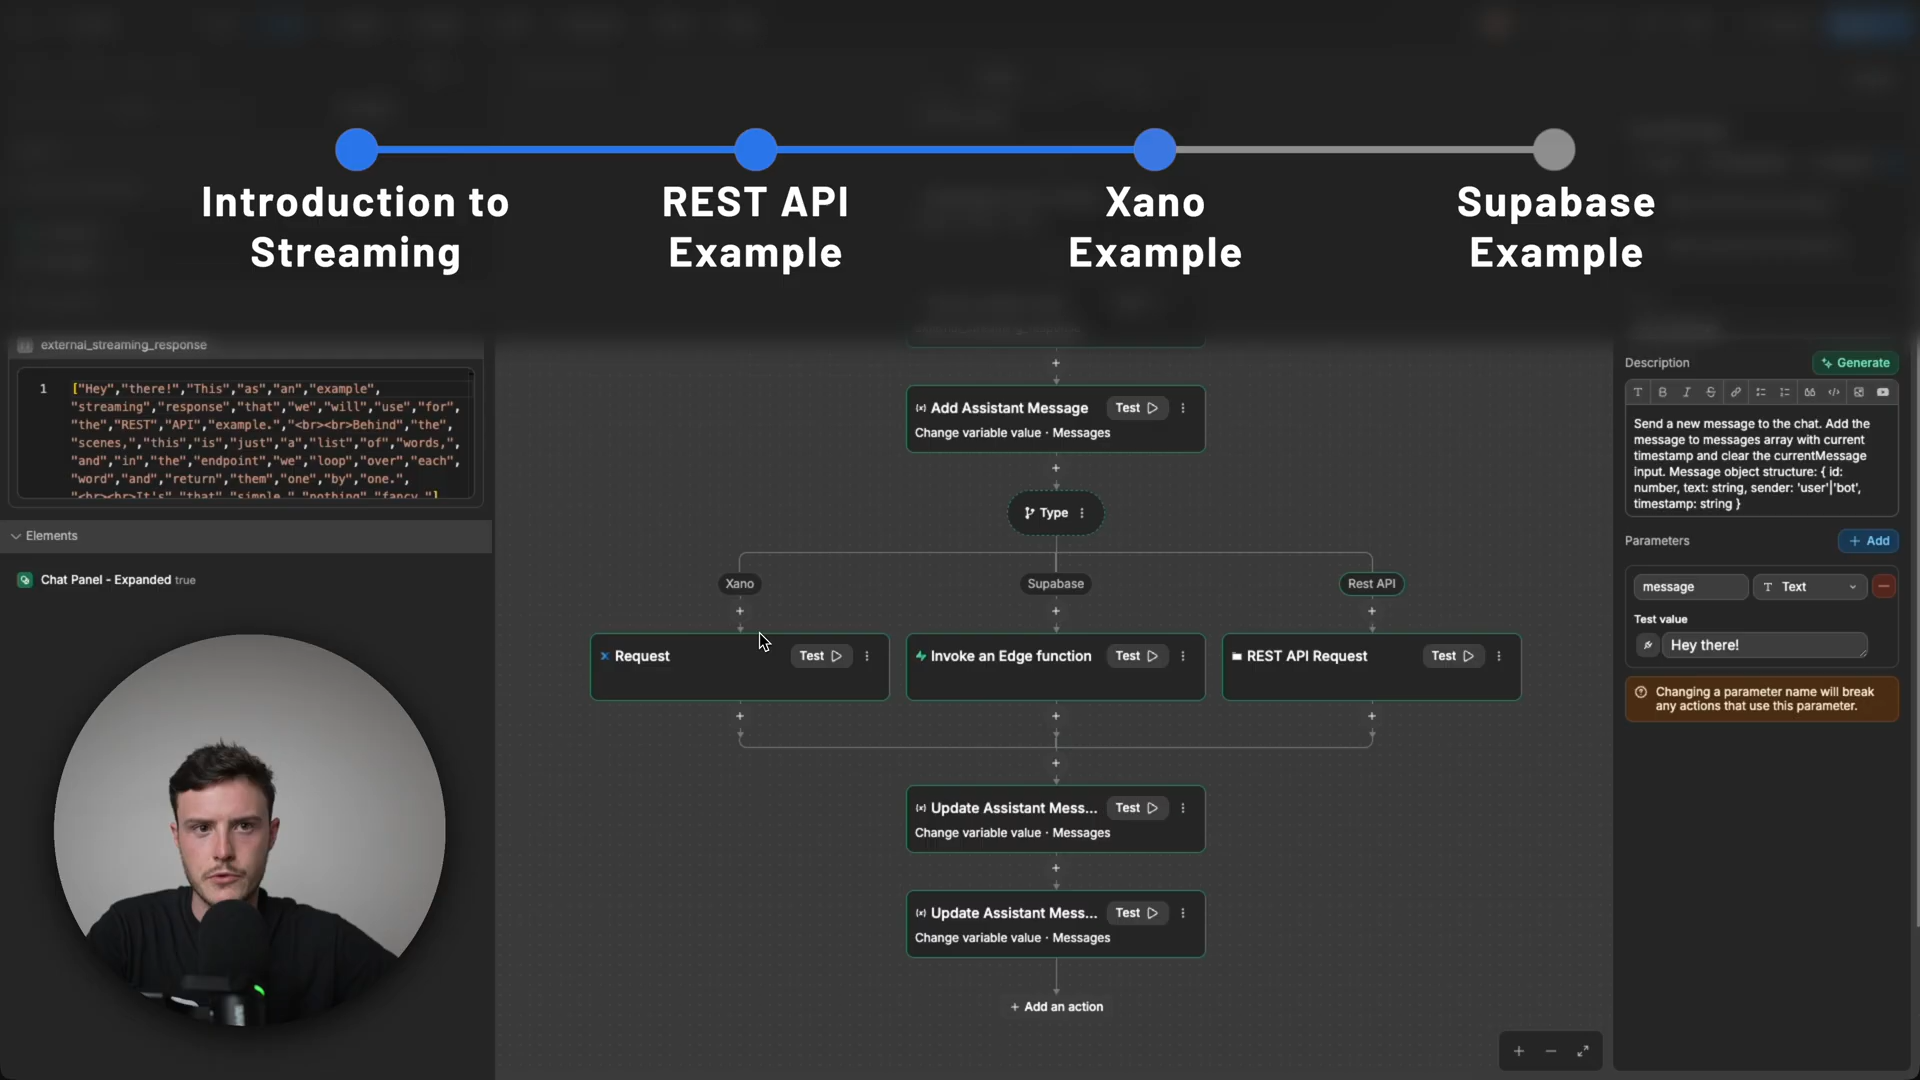 Introduction to
Streaming
REST API
Example
Xano
Example
Supabase
Example
external_streaming_response
1
["Hey","there!","This","as","an","example",
"streaming","response","that","we","will","use","for",
"the","REST","API","example.","<br><br>Behind","the",
"scenes,","this","is","just","a","list","of","words,",
"and","in","the","endpoint","we","loop","over","each",
"word","and","return","them","one","by","one.",
"<br><br>It's","that","simple.","nothing","fancy."]
Elements
Chat Panel - Expanded true
Add Assistant Message
Test
Change variable value · Messages
Type
Xano
Supabase
Rest API
Request
Test
Invoke an Edge function
Test
REST API Request
Test
Update Assistant Mess...
Test
Change variable value · Messages
Update Assistant Mess...
Test
Change variable value · Messages
+ Add an action
Description
Generate
Send a new message to the chat. Add the
message to messages array with current
timestamp and clear the currentMessage
input. Message object structure: { id:
number, text: string, sender: 'user'|'bot',
timestamp: string }
Parameters
+ Add
message
Text
Test value
Hey there!
Changing a parameter name will break
any actions that use this parameter.